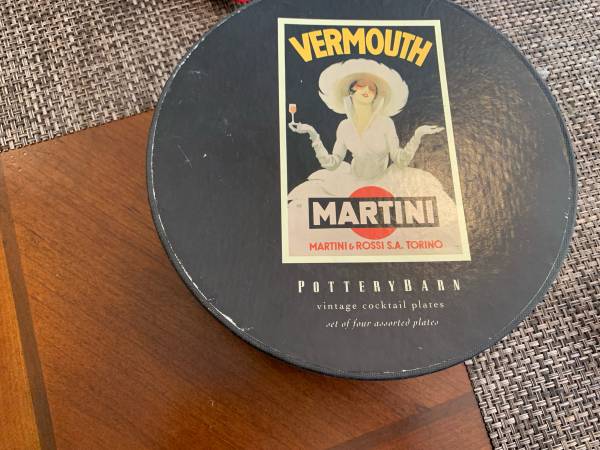 VERMOUTH
MARTINI
MARTINI & ROSSI S.A. TORINO
POTTERYBARN
vintage cocktail plates
set of four assorted plates